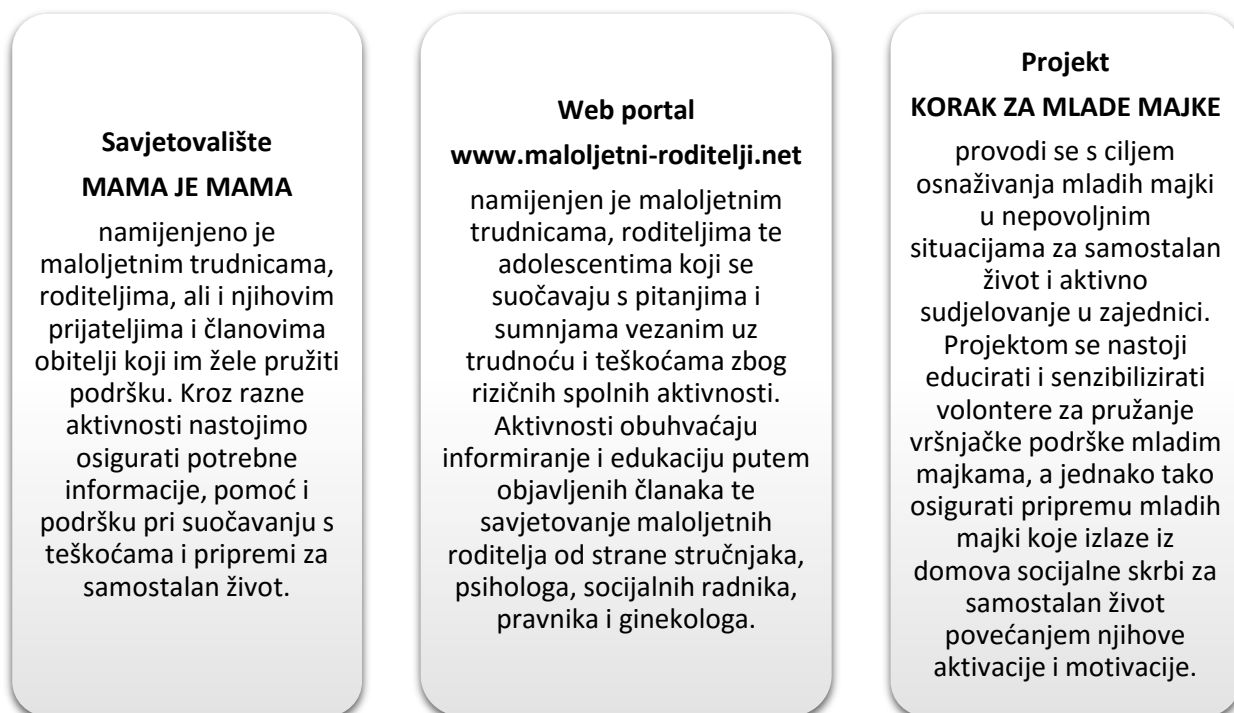 Savjetovalište
MAMA JE MAMA
namijenjeno je
maloljetnim trudnicama,
roditeljima, ali i njihovim
prijateljima i članovima
obitelji koji im žele pružiti
podršku. Kroz razne
aktivnosti nastojimo
osigurati potrebne
informacije, pomoć i
podršku pri suočavanju s
teškoćama i pripremi za
samostalan život.
Web portal
www.maloljetni-roditelji.net
namijenjen je maloljetnim
trudnicama, roditeljima te
adolescentima koji se
suočavaju s pitanjima i
sumnjama vezanim uz
trudnoću i teškoćama zbog
rizičnih spolnih aktivnosti.
Aktivnosti obuhvaćaju
informiranje i edukaciju putem
objavljenih članaka te
savjetovanje maloljetnih
roditelja od strane stručnjaka,
psihologa, socijalnih radnika,
pravnika i ginekologa.
Projekt
KORAK ZA MLADE MAJKE
provodi se s ciljem
osnaživanja mladih majki
u nepovoljnim
situacijama za samostalan
život i aktivno
sudjelovanje u zajednici.
Projektom se nastoji
educirati i senzibilizirati
volontere za pružanje
vršnjačke podrške mladim
majkama, a jednako tako
osigurati pripremu mladih
majki koje izlaze iz
domova socijalne skrbi za
samostalan život
povećanjem njihove
aktivacije i motivacije.